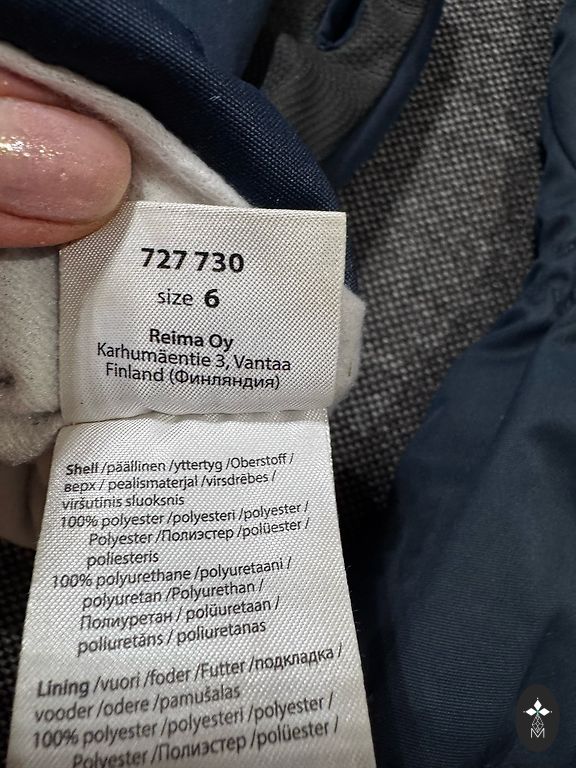 727 730
size 6
Reima Oy
Karhumäentie 3, Vantaa
Finland (Финляндия)
Shell /päällinen /yttertyg /Oberstoff /
верх / pealismaterjal /virsdrēbes /
viršutinis sluoksnis
100% polyester /polyesteri /polyester /
Polyester /Полиэстер /polüester /
poliesteris
100% polyurethane /polyuretaani /
polyuretan /Polyurethan /
Полиуретан / polüuretaan /
poliuretāns / poliuretanas
Lining /vuori /foder /Futter /подкладка /
vooder /odere /pamušalas
100% polyester /polyesteri /polyester /
Polyester /Полиэстер /polüester /
M